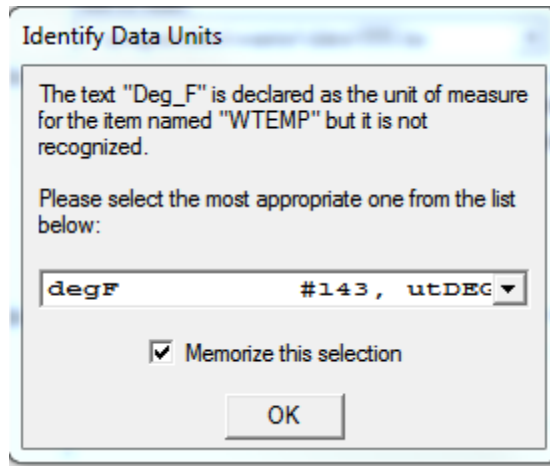 Identify Data Units
The text "Deg_F" is declared as the unit of measure
for the item named "WTEMP" but it is not
recognized.
Please select the most appropriate one from the list
below:
degF #143, utDEG
Memorize this selection
OK